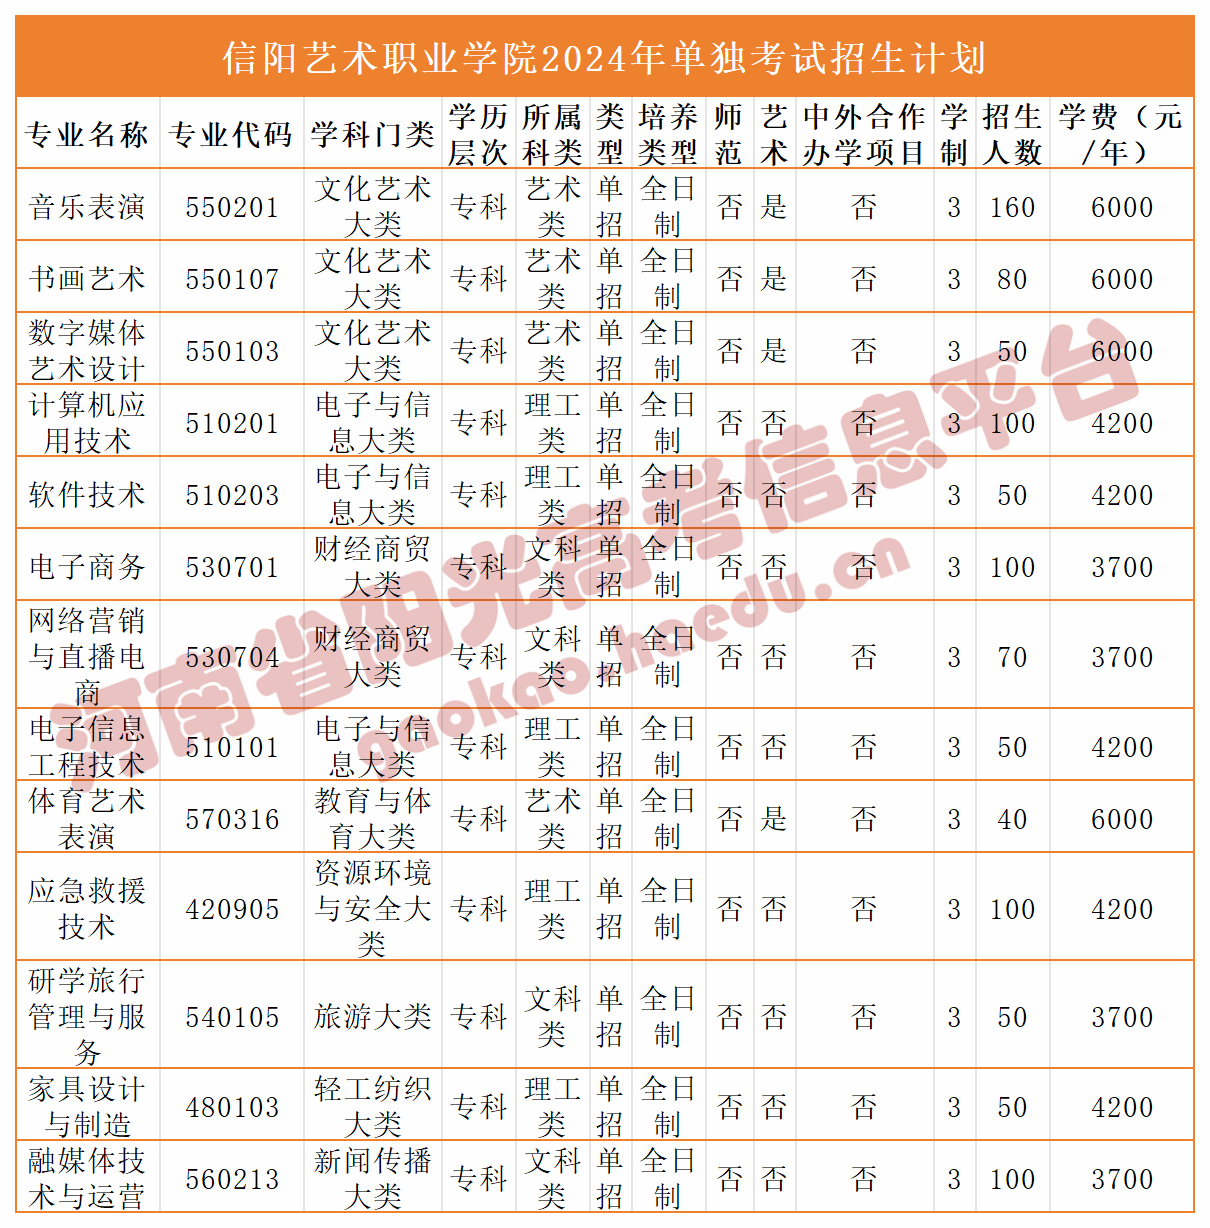 信阳艺术职业学院2024年单独考试招生计划
专业名称 专业代码 学科门类 学历层次 所属科类 类型 培养类型 师范 艺术 中外合作办学项目 学制 招生人数 学费（元/年）
音乐表演 550201 文化艺术大类 专科 艺术类 单招 全日制 否 是 否 3 160 6000
书画艺术 550107 文化艺术大类 专科 艺术类 单招 全日制 否 是 否 3 80 6000
数字媒体艺术设计 550103 文化艺术大类 专科 艺术类 单招 全日制 否 是 否 3 50 6000
计算机应用技术 510201 电子与信息大类 专科 理工类 单招 全日制 否 否 否 3 100 4200
软件技术 510203 电子与信息大类 专科 理工类 单招 全日制 否 否 否 3 50 4200
电子商务 530701 财经商贸大类 专科 文科类 单招 全日制 否 否 否 3 100 3700
网络营销与直播电商 530704 财经商贸大类 专科 文科类 单招 全日制 否 否 否 3 70 3700
电子信息工程技术 510101 电子与信息大类 专科 理工类 单招 全日制 否 否 否 3 50 4200
体育艺术表演 570316 教育与体育大类 专科 艺术类 单招 全日制 否 是 否 3 40 6000
应急救援技术 420905 资源环境与安全大类 专科 理工类 单招 全日制 否 否 否 3 100 4200
研学旅行管理与服务 540105 旅游大类 专科 文科类 单招 全日制 否 否 否 3 50 3700
家具设计与制造 480103 轻工纺织大类 专科 理工类 单招 全日制 否 否 否 3 50 4200
融媒体技术与运营 560213 新闻传播大类 专科 文科类 单招 全日制 否 否 否 3 100 3700
河南省阳光高考信息平台
gaokao.haedu.cn